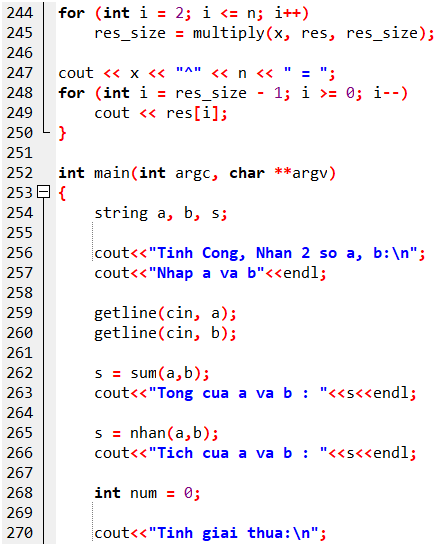 244 for (int i = 2; i <= n; i++)
245     res_size = multiply(x, res, res_size);
246
247 cout << x << "^" << n << " = ";
248 for (int i = res_size - 1; i >= 0; i--)
249     cout << res[i];
250 }
251
252 int main(int argc, char **argv)
253 {
254     string a, b, s;
255
256     cout<<"Tinh Cong, Nhan 2 so a, b:\n";
257     cout<<"Nhap a va b"<<endl;
258
259     getline(cin, a);
260     getline(cin, b);
261
262     s = sum(a,b);
263     cout<<"Tong cua a va b : "<<s<<endl;
264
265     s = nhan(a,b);
266     cout<<"Tich cua a va b : "<<s<<endl;
267
268     int num = 0;
269
270     cout<<"Tinh giai thua:\n";